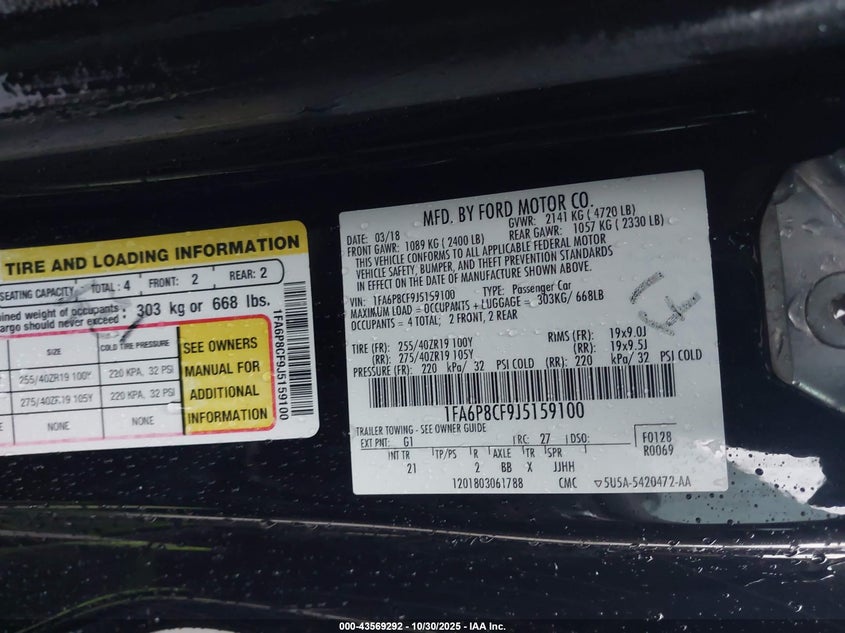 TIRE AND LOADING INFORMATION
SEATING CAPACITY TOTAL : 4 FRONT: 2 REAR: 2
weight of occupants 303 kg or 668 lbs.
should never exceed :
SIZE COLD TIRE PRESSURE
255/40ZR19 100Y 220 KPA, 32 PSI
275/40ZR19 105Y 220 KPA, 32 PSI
NONE NONE
SEE OWNERS
MANUAL FOR
ADDITIONAL
INFORMATION
1FA6P8CF9J5159100
MFD. BY FORD MOTOR CO.
DATE: 03/18 GVWR: 2141 KG ( 4720 LB)
FRONT GAWR: 1089 KG ( 2400 LB) REAR GAWR: 1057 KG ( 2330 LB)
THIS VEHICLE CONFORMS TO ALL APPLICABLE FEDERAL MOTOR
VEHICLE SAFETY, BUMPER, AND THEFT PREVENTION STANDARDS
IN EFFECT ON THE DATE OF MANUFACTURE SHOWN ABOVE.
VIN: 1FA6P8CF9J5159100 TYPE: Passenger Car
MAXIMUM LOAD = OCCUPANTS + LUGGAGE = 303KG/ 668LB
OCCUPANTS = 4 TOTAL; 2 FRONT, 2 REAR
TIRE (FR): 255/40ZR19 100Y RIMS (FR): 19x9.0J
(RR): 275/40ZR19 105Y (RR): 19x9.5J
PRESSURE (FR): 220 kPa/ 32 PSI COLD (RR): 220 kPa/ 32 PSI COLD
1FA6P8CF9J5159100
TRAILER TOWING - SEE OWNER GUIDE
EXT PNT: G1 RC: 27 DSO: F0128
R0069
INT TR TP/PS R AXLE TR SPR
21 2 BB X JJHH
1201803061788 CMC 5U5A-5420472-AA
000-43569292 - 10/30/2025 - IAA Inc.